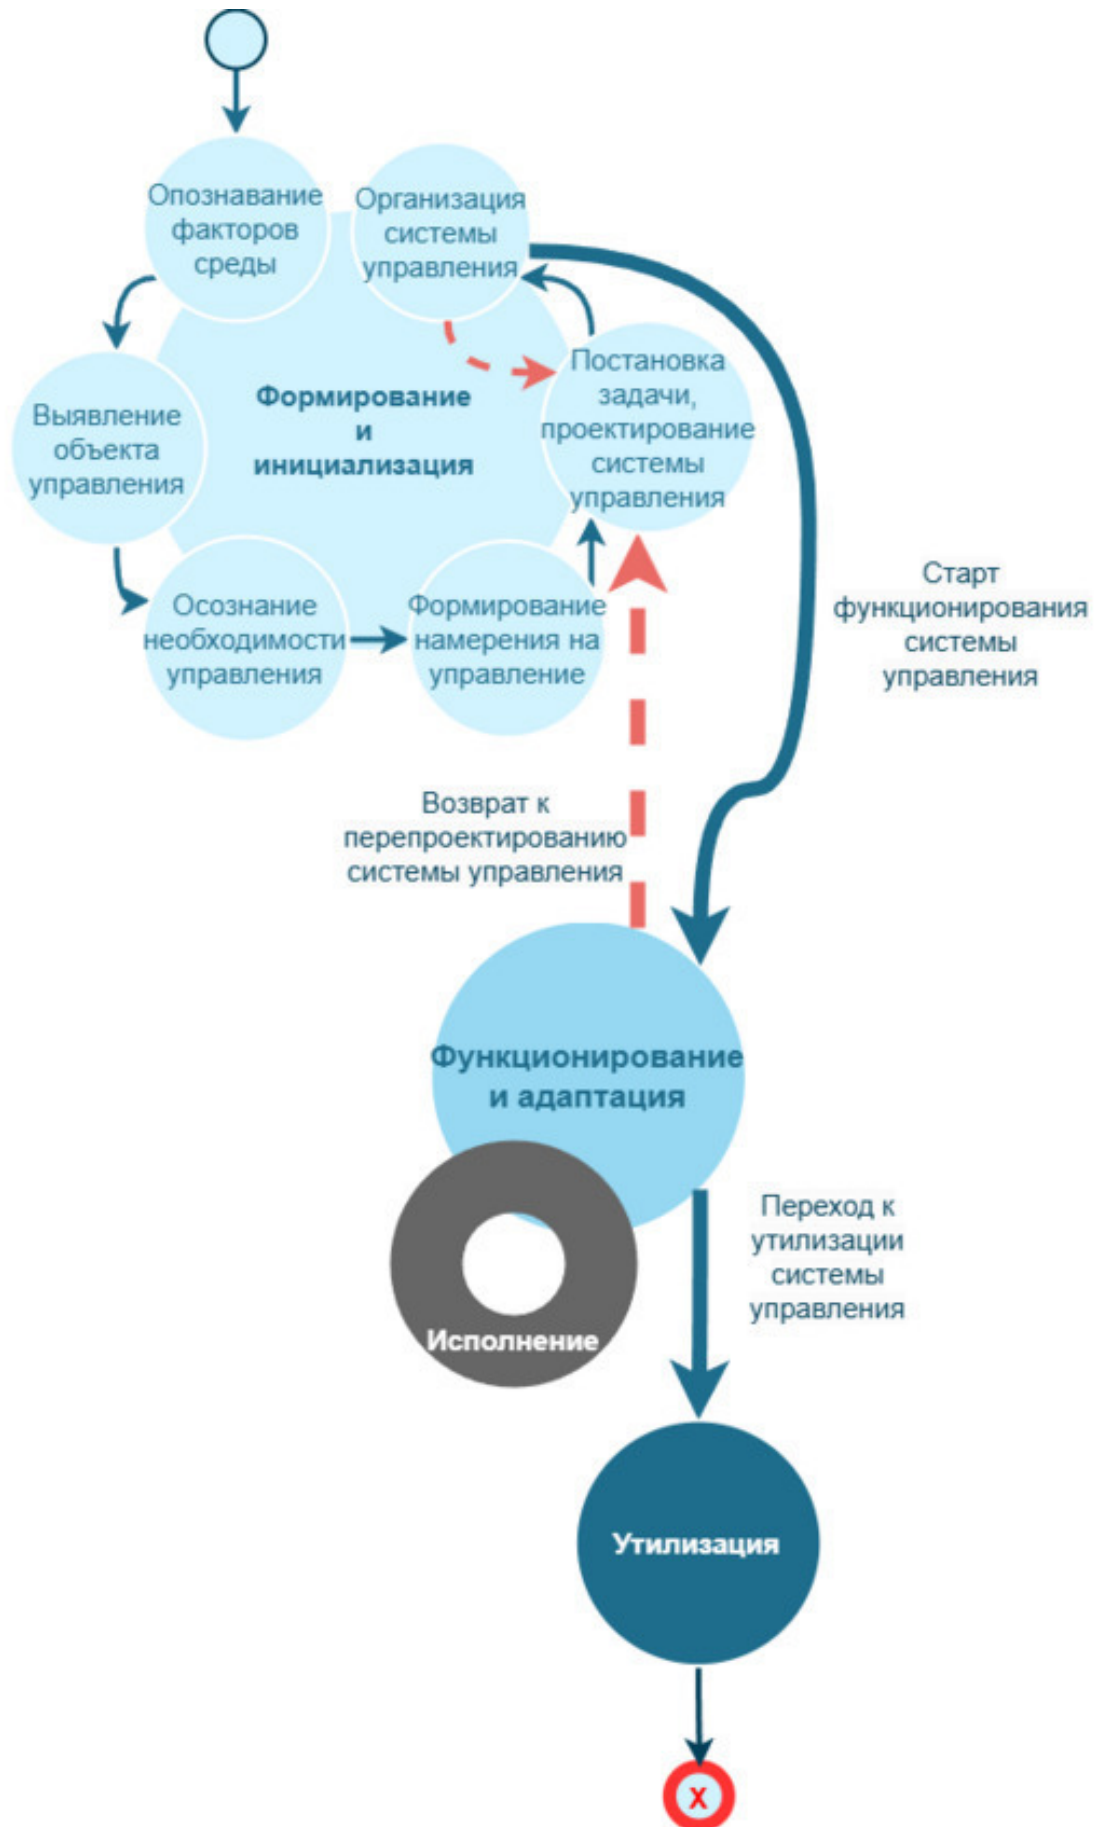 Опознавание
факторов
среды
Организация
системы
управления
Выявление
объекта
управления
Формирование
и
инициализация
Постановка
задачи,
проектирование
системы
управления
Осознание
необходимости
управления
Формирование
намерения на
управление
Старт
функционирования
системы
управления
Возврат к
перепроектированию
системы управления
Функционирование
и адаптация
Исполнение
Переход к
утилизации
системы
управления
Утилизация
X